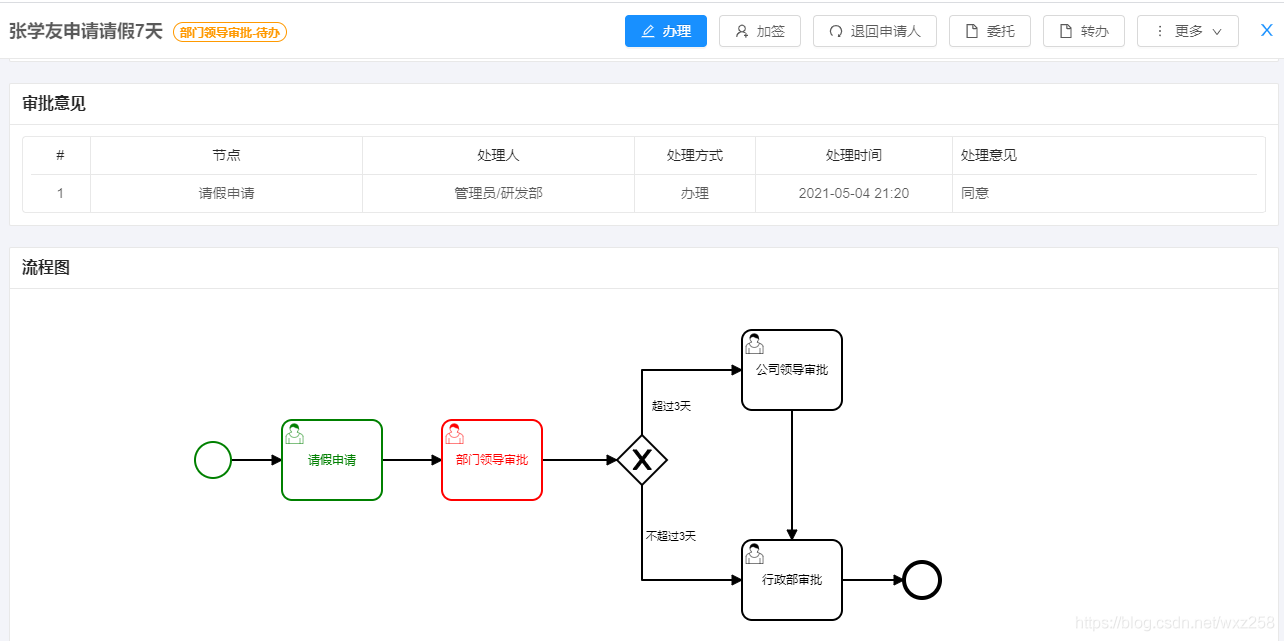 张学友申请请假7天 部门领导审批-待办 办理 加签 退回申请人 委托 转办 更多 X
审批意见
# 节点 处理人 处理方式 处理时间 处理意见
1 请假申请 管理员/研发部 办理 2021-05-04 21:20 同意
流程图
公司领导审批
超过3天
请假申请 部门领导审批 X
不超过3天
行政部审批
https://blog.csdn.net/wxz258